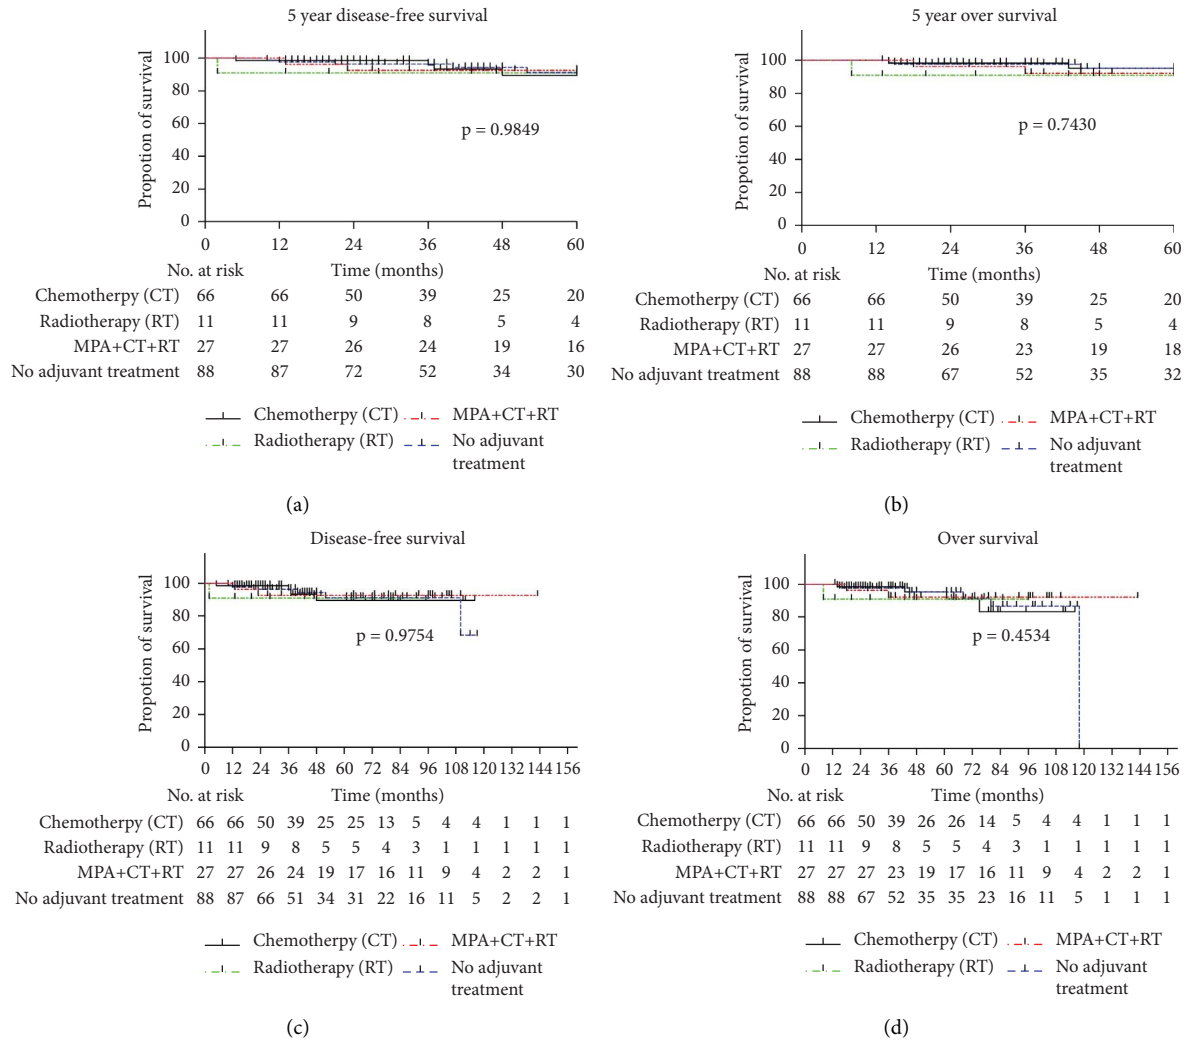 5 year disease-free survival
Propotion of survival
100
80
60
40
20
0
p = 0.9849
0 12 24 36 48 60
No. at risk Time (months)
Chemotherpy (CT) 66 66 50 39 25 20
Radiotherapy (RT) 11 11 9 8 5 4
MPA+CT+RT 27 27 26 24 19 16
No adjuvant treatment 88 87 72 52 34 30
Chemotherpy (CT) MPA+CT+RT
Radiotherapy (RT) No adjuvant
treatment
(a)
5 year over survival
Propotion of survival
100
80
60
40
20
0
p = 0.7430
0 12 24 36 48 60
No. at risk Time (months)
Chemotherpy (CT) 66 66 50 39 25 20
Radiotherapy (RT) 11 11 9 8 5 4
MPA+CT+RT 27 27 26 23 19 18
No adjuvant treatment 88 88 67 52 35 32
Chemotherpy (CT) MPA+CT+RT
Radiotherapy (RT) No adjuvant
treatment
(b)
Disease-free survival
Propotion of survival
100
80
60
40
20
0
p = 0.9754
0 12 24 36 48 60 72 84 96 108 120 132 144 156
No. at risk Time (months)
Chemotherpy (CT) 66 66 50 39 25 25 13 5 4 4 1 1 1
Radiotherapy (RT) 11 11 9 8 5 5 4 3 1 1 1 1 1
MPA+CT+RT 27 27 26 24 19 17 16 11 9 4 2 2 1
No adjuvant treatment 88 87 66 51 34 31 22 16 11 5 2 2 1
Chemotherpy (CT) MPA+CT+RT
Radiotherapy (RT) No adjuvant
treatment
(c)
Over survival
Propotion of survival
100
80
60
40
20
0
p = 0.4534
0 12 24 36 48 60 72 84 96 108 120 132 144 156
No. at risk Time (months)
Chemotherpy (CT) 66 66 50 39 26 26 14 5 4 4 1 1 1
Radiotherapy (RT) 11 11 9 8 5 5 4 3 1 1 1 1 1
MPA+CT+RT 27 27 27 23 19 17 16 11 9 4 2 2 1
No adjuvant treatment 88 88 67 52 35 35 23 16 11 5 1 1 1
Chemotherpy (CT) MPA+CT+RT
Radiotherapy (RT) No adjuvant
treatment
(d)